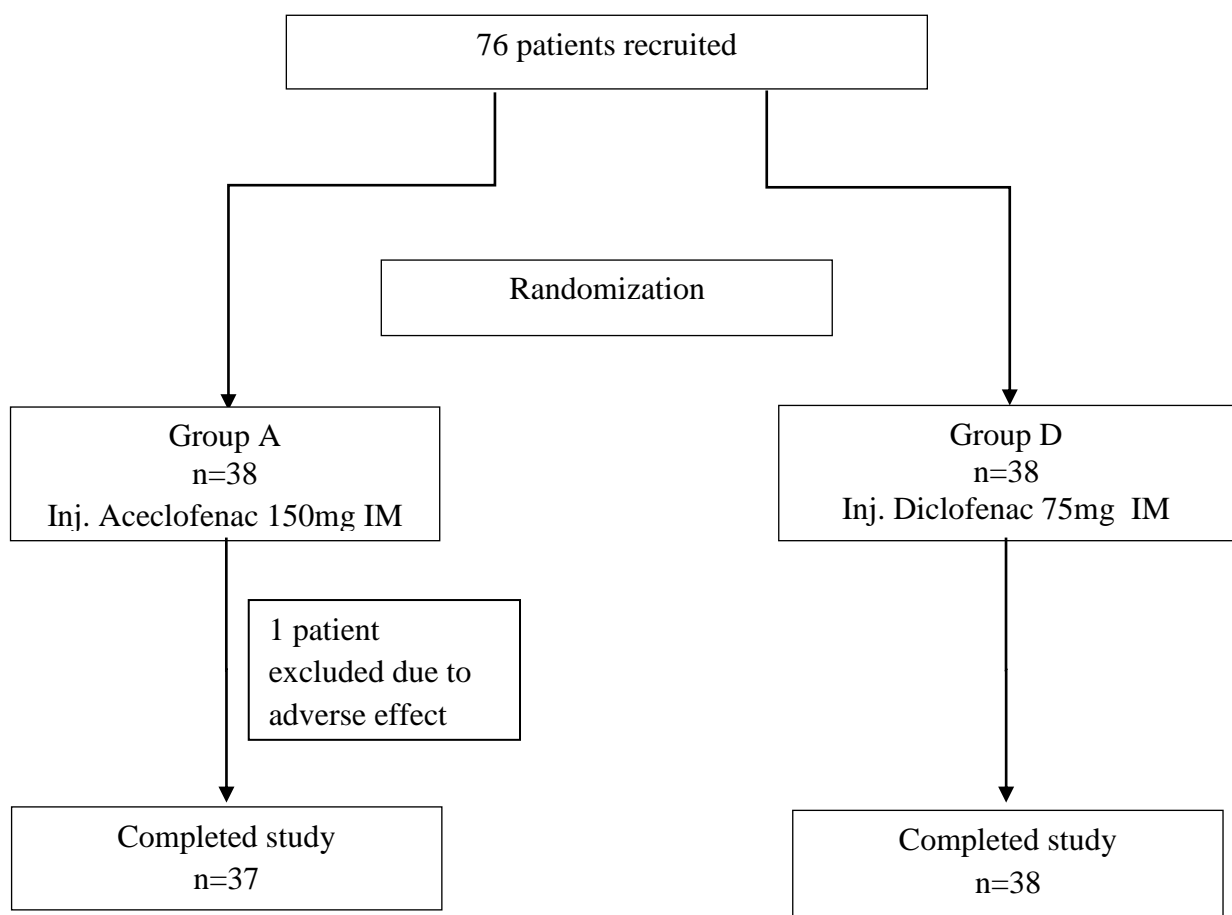 76 patients recruited
Randomization
Group A
n=38
Inj. Aceclofenac 150mg IM
Group D
n=38
Inj. Diclofenac 75mg IM
1 patient
excluded due to
adverse effect
Completed study
n=37
Completed study
n=38